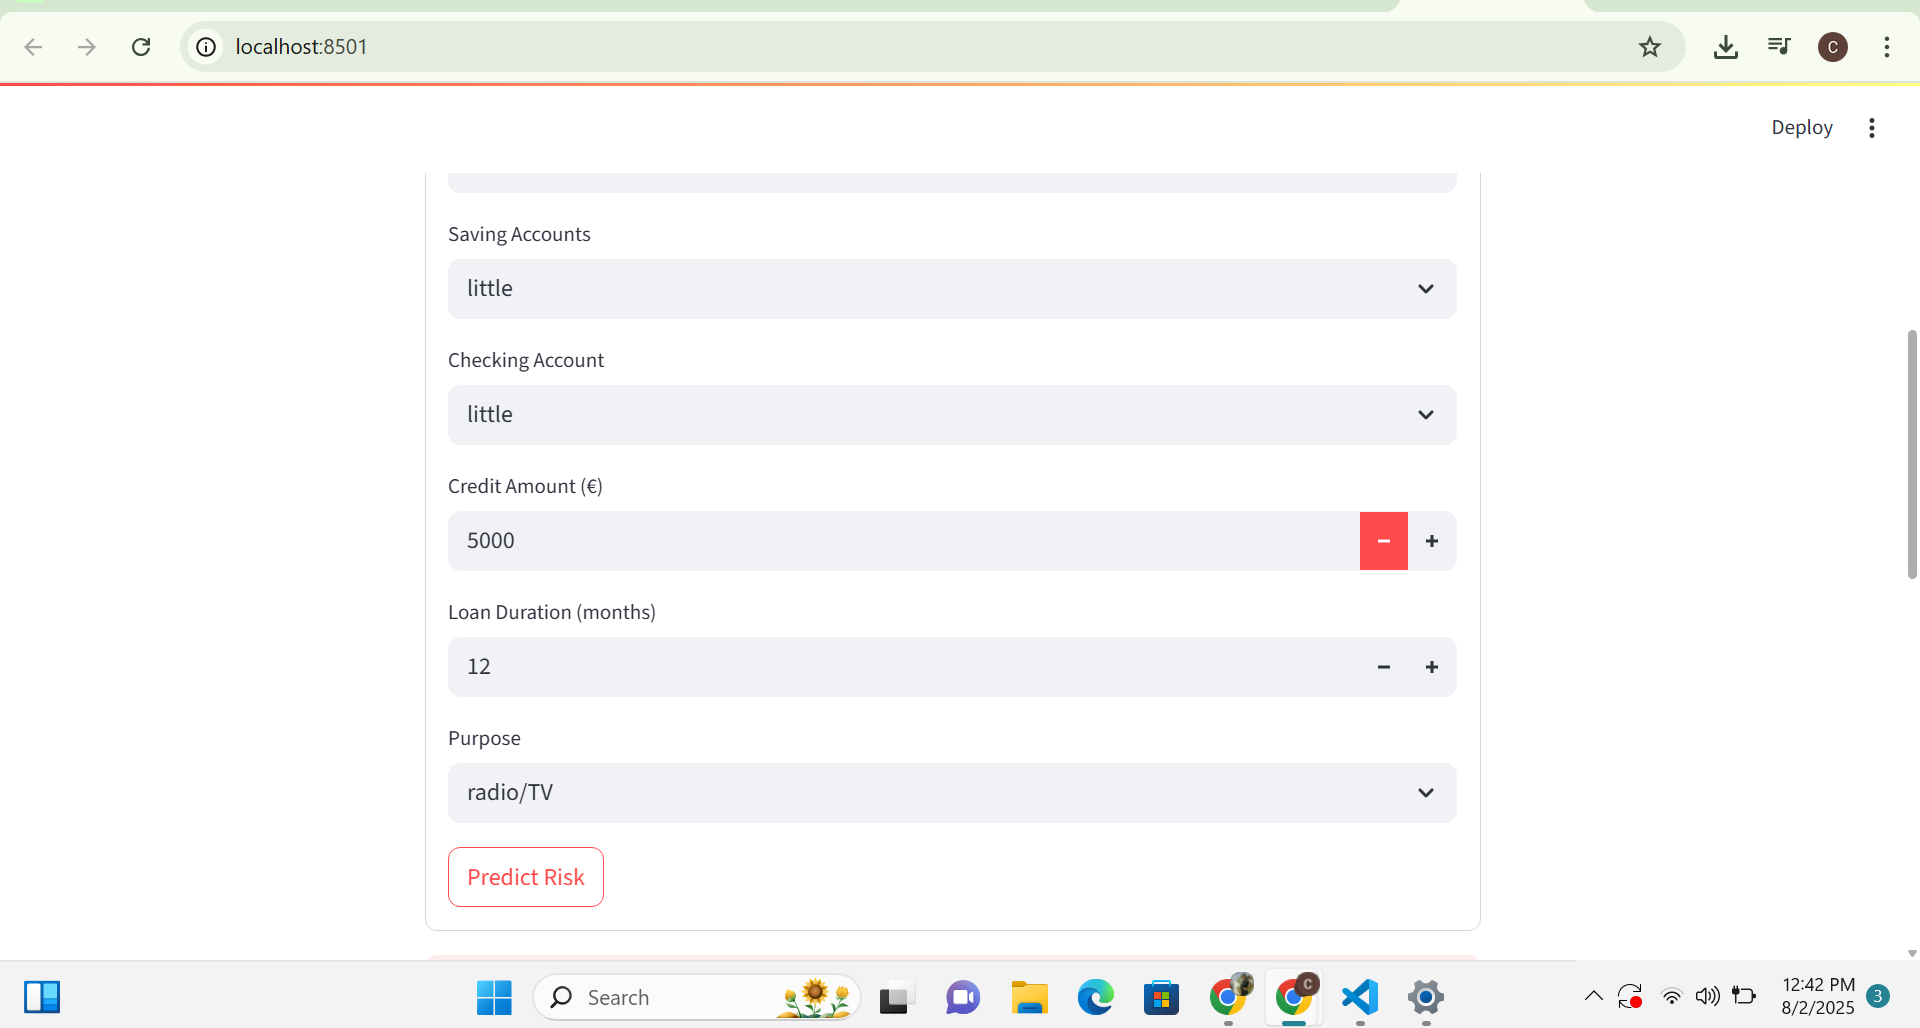 localhost:8501
C
Deploy
Saving Accounts
little
Checking Account
little
Credit Amount (€)
5000
Loan Duration (months)
12
Purpose
radio/TV
Predict Risk
Search
C
12:42 PM
8/2/2025
3